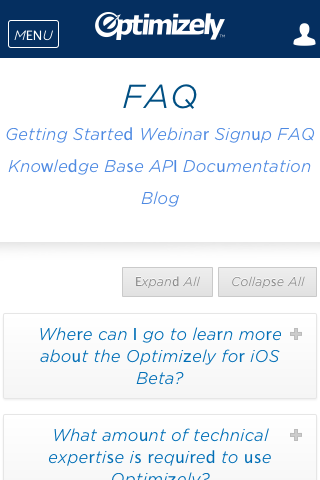 MENU
Optimizely™
FAQ
Getting Started Webinar Signup FAQ
Knowledge Base API Documentation
Blog
Expand All
Collapse All
Where can I go to learn more
about the Optimizely for iOS
Beta?
What amount of technical
expertise is required to use
Optimizely?